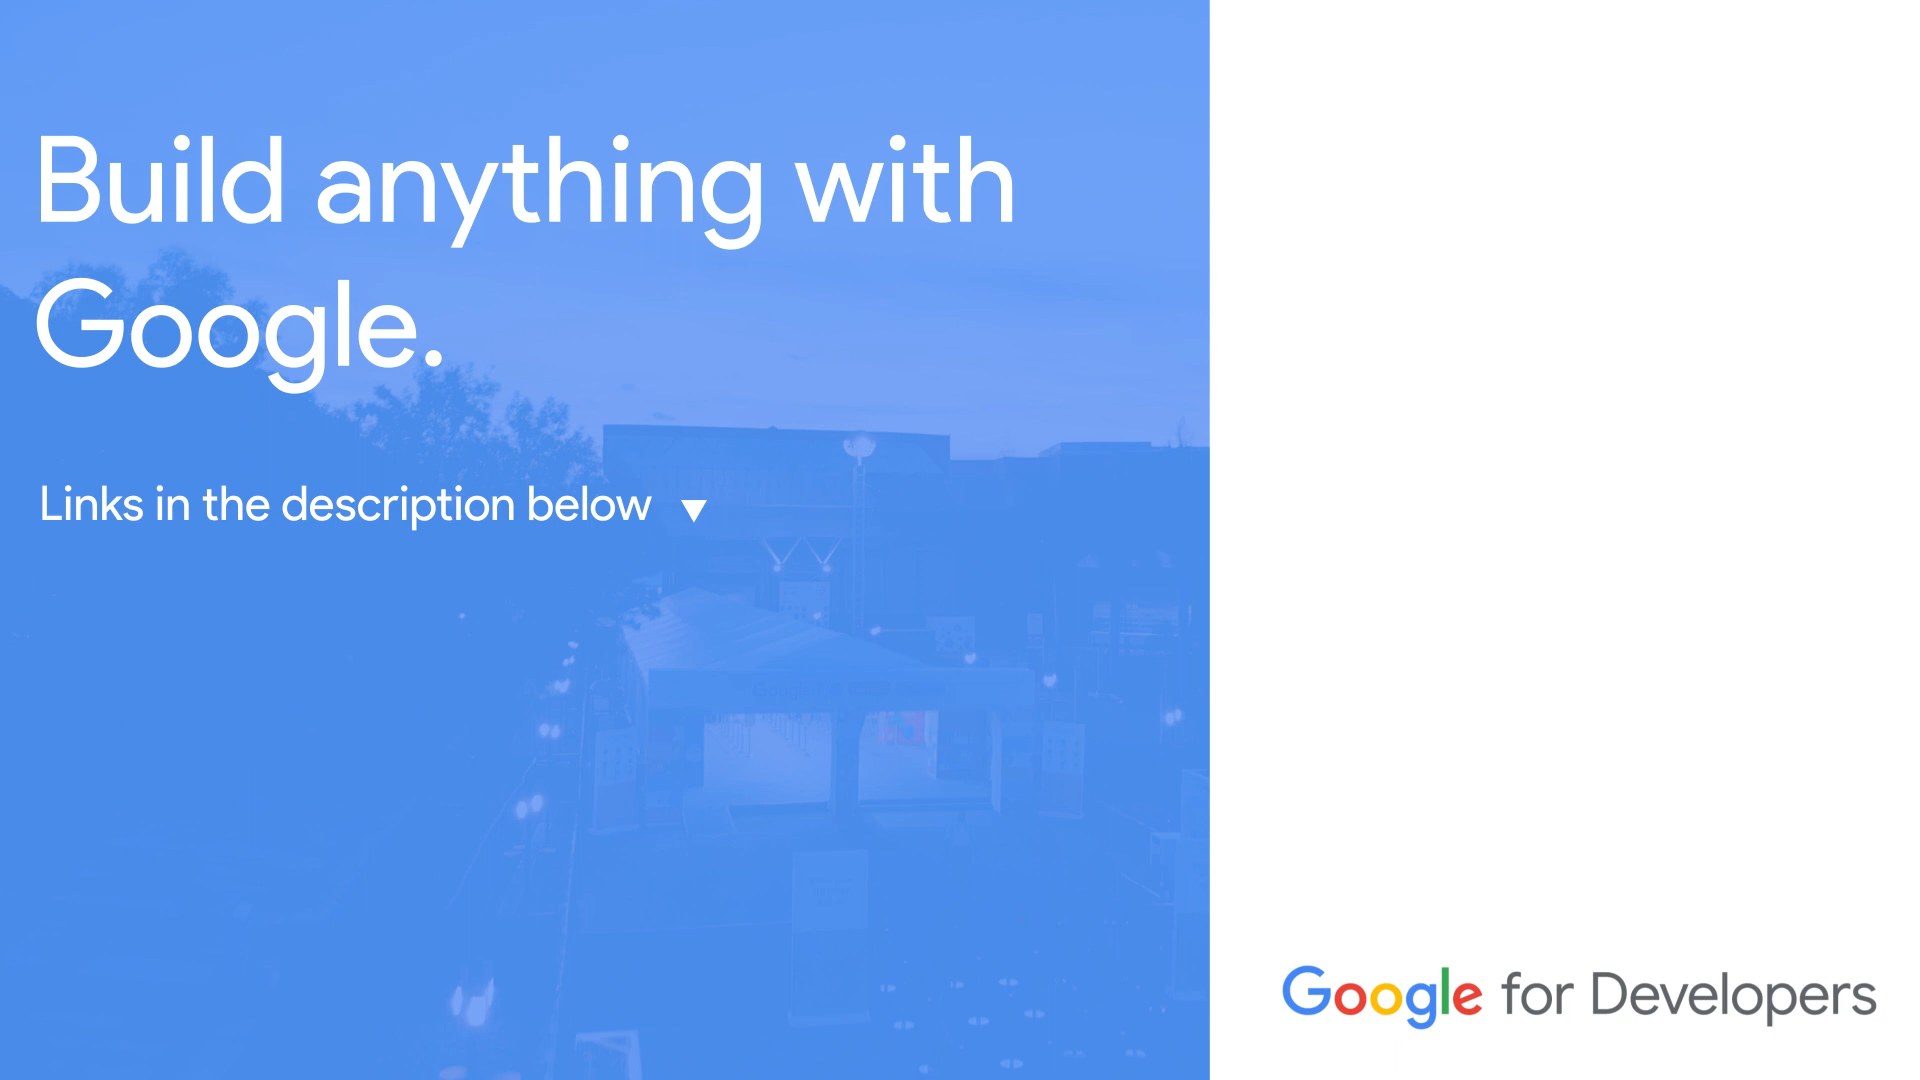 Build anything with
Google.
Links in the description below
Google for Developers